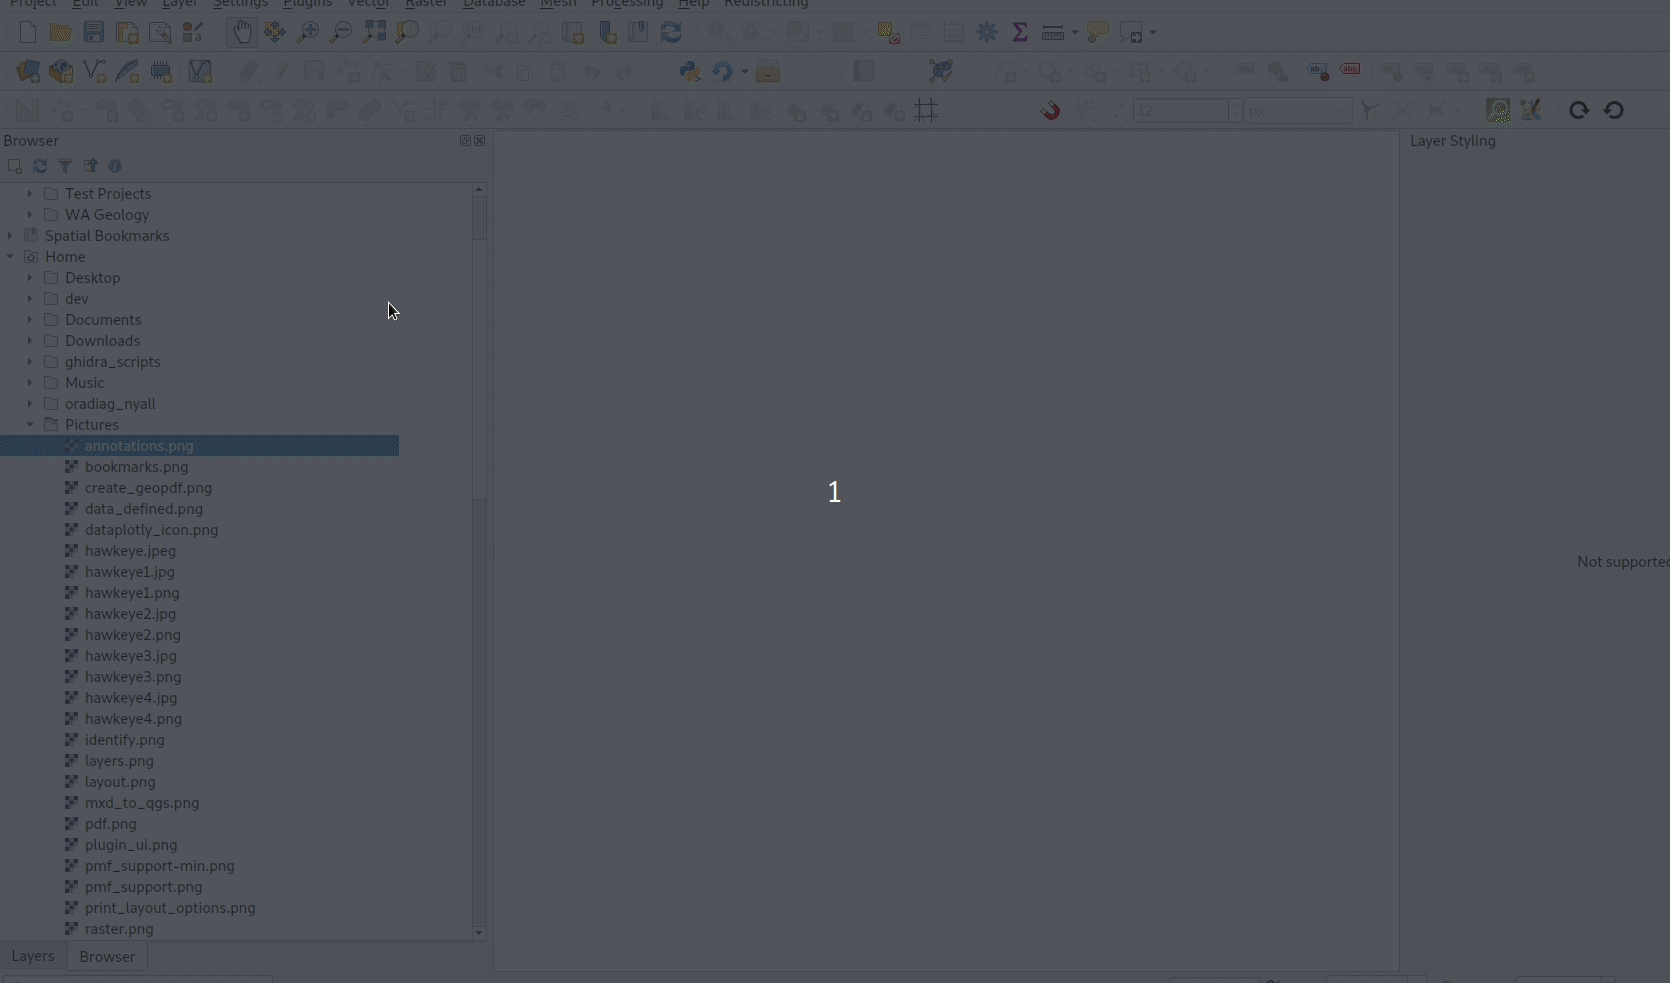 Project Edit View Layer Settings Plugins Vector Raster Database Mesh Processing Help Redistricting
12 px
Browser
Layer Styling
Test Projects
WA Geology
Spatial Bookmarks
Home
Desktop
dev
Documents
Downloads
ghidra_scripts
Music
oradiag_nyall
Pictures
annotations.png
bookmarks.png
create_geopdf.png
data_defined.png
dataplotly_icon.png
hawkeye.jpeg
hawkeye1.jpg
hawkeye1.png
hawkeye2.jpg
hawkeye2.png
hawkeye3.jpg
hawkeye3.png
hawkeye4.jpg
hawkeye4.png
identify.png
layers.png
layout.png
mxd_to_qgs.png
pdf.png
plugin_ui.png
pmf_support-min.png
pmf_support.png
print_layout_options.png
raster.png
1
Not supported
Layers Browser